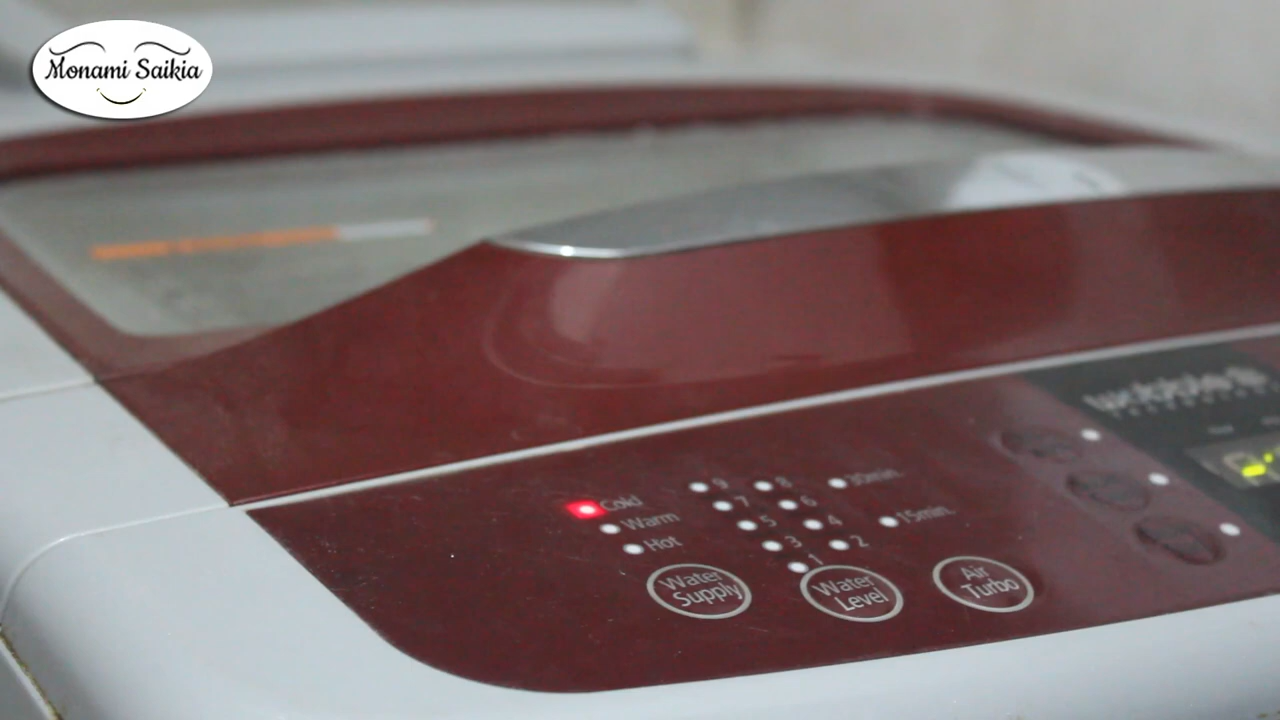 Monami Saikia
9
8
30min.
Cold
7
6
Warm
5
4
15min.
Hot
3
2
1
Water
Supply
Water
Level
Air
Turbo